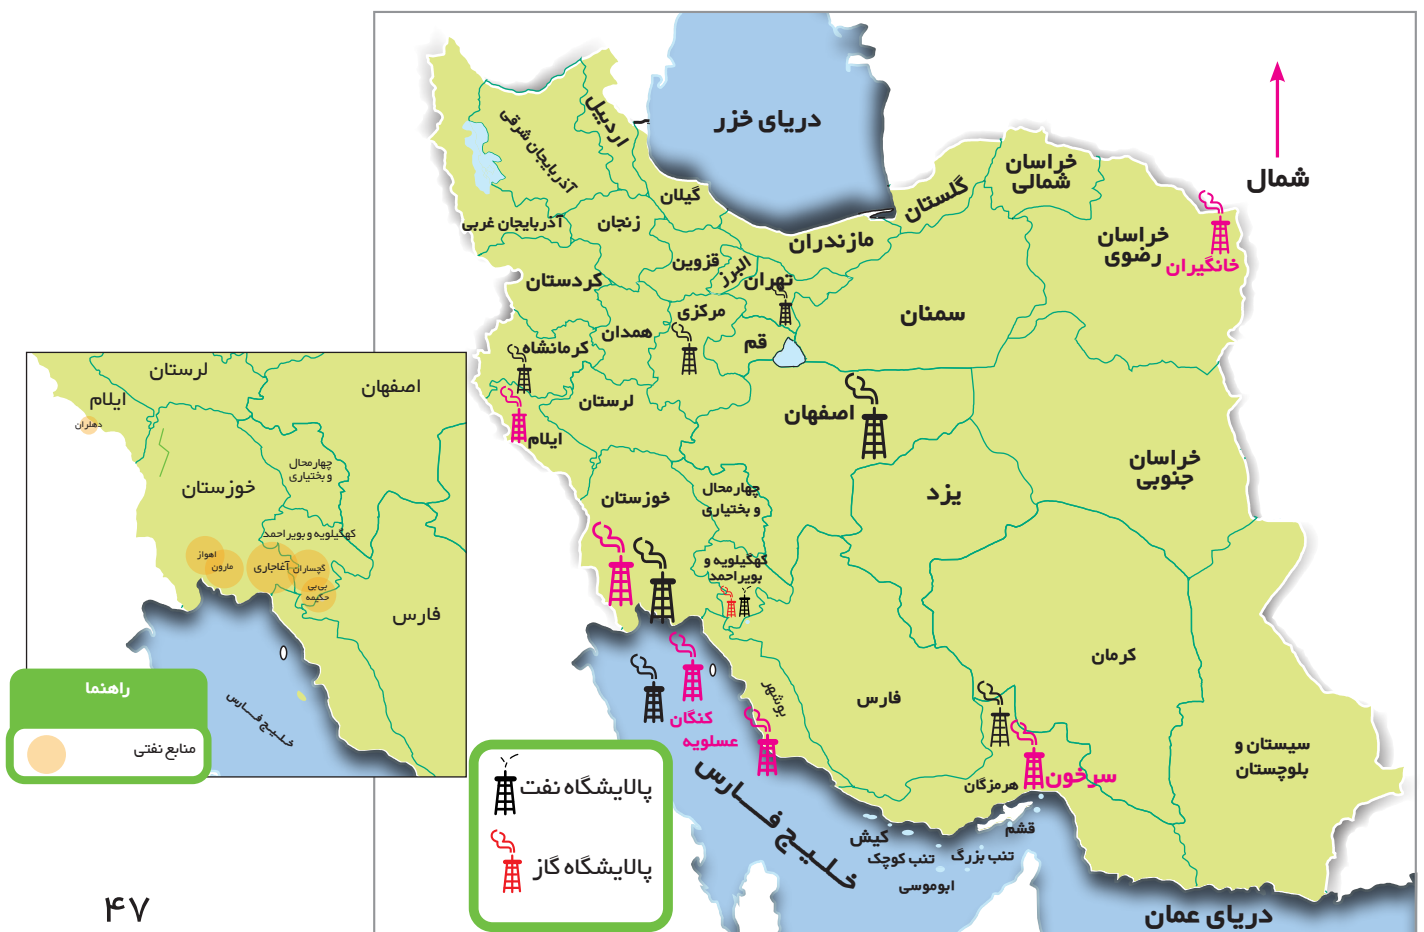 دریای خزر
شمال
اردبیل
آذربایجان شرقی
گیلان
آذربایجان غربی
زنجان
مازندران
گلستان
خراسان
شمالی
خراسان
رضوی
خانگیران
کردستان
قزوین
البرز
تهران
سمنان
همدان
مرکزی
قم
کرمانشاه
لرستان
ایلام
اصفهان
خراسان
جنوبی
یزد
خوزستان
چهارمحال
و بختیاری
کهگیلویه و
بویراحمد
بوشهر
فارس
کرمان
سیستان و
بلوچستان
هرمزگان
سرخون
کنگان
عسلویه
خلیج فارس
کیش
قشم
تنب کوچک
تنب بزرگ
ابوموسی
دریای عمان
پالایشگاه نفت
پالایشگاه گاز
لرستان
اصفهان
ایلام
دهلران
خوزستان
چهارمحال
و بختیاری
کهگیلویه و بویراحمد
اهواز
مارون
آغاجاری
گچساران
بی‌بی
حکیمه
فارس
خلیج فارس
راهنما
منابع نفتی
۴۷